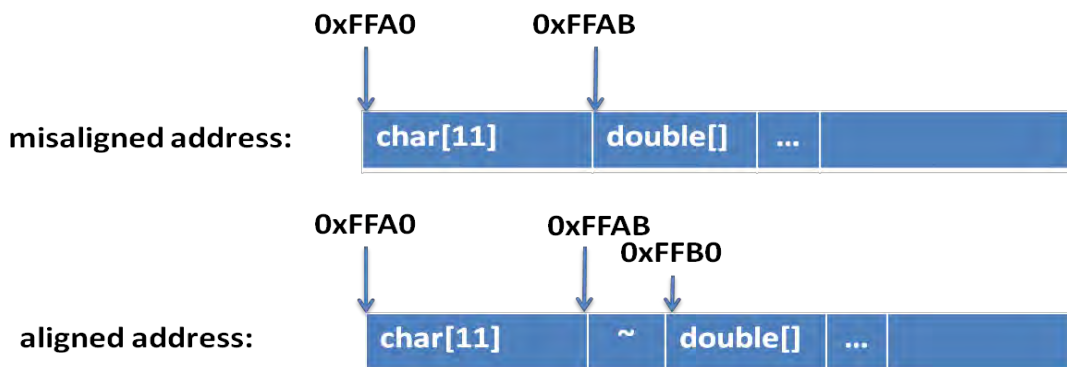 0xFFA0 0xFFAB
misaligned address: char[11] double[] ...
0xFFA0 0xFFAB
0xFFB0
aligned address: char[11] ~ double[] ...